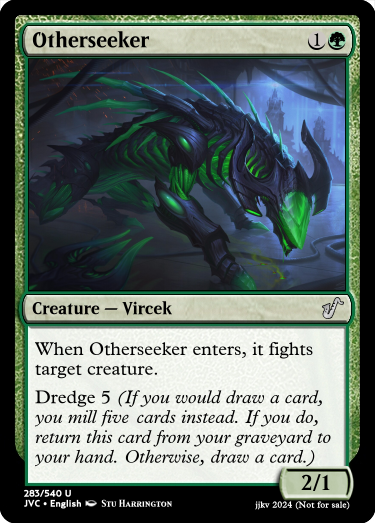 Otherseeker 1
Creature — Vircek
When Otherseeker enters, it fights
target creature.
Dredge 5 (If you would draw a card,
you mill five cards instead. If you do,
return this card from your graveyard to
your hand. Otherwise, draw a card.)
2/1
283/540 U
JVC • English Stu Harrington
jjkv 2024 (Not for sale)